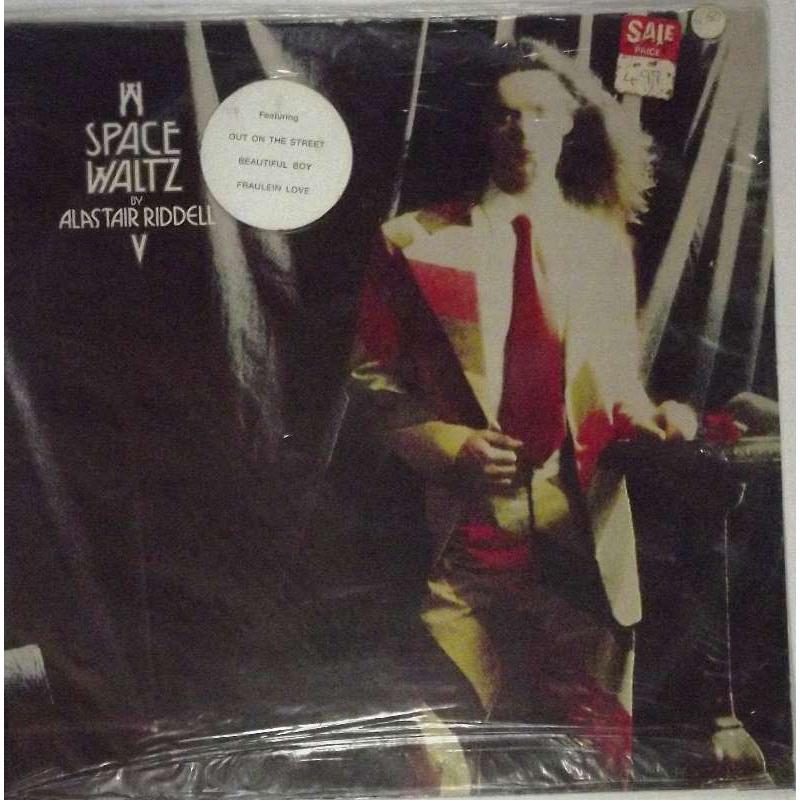 SPACE
WALTZ
BY
ALASTAIR RIDDELL
Featuring
OUT ON THE STREET
BEAUTIFUL BOY
FRAULEIN LOVE
SALE
PRICE